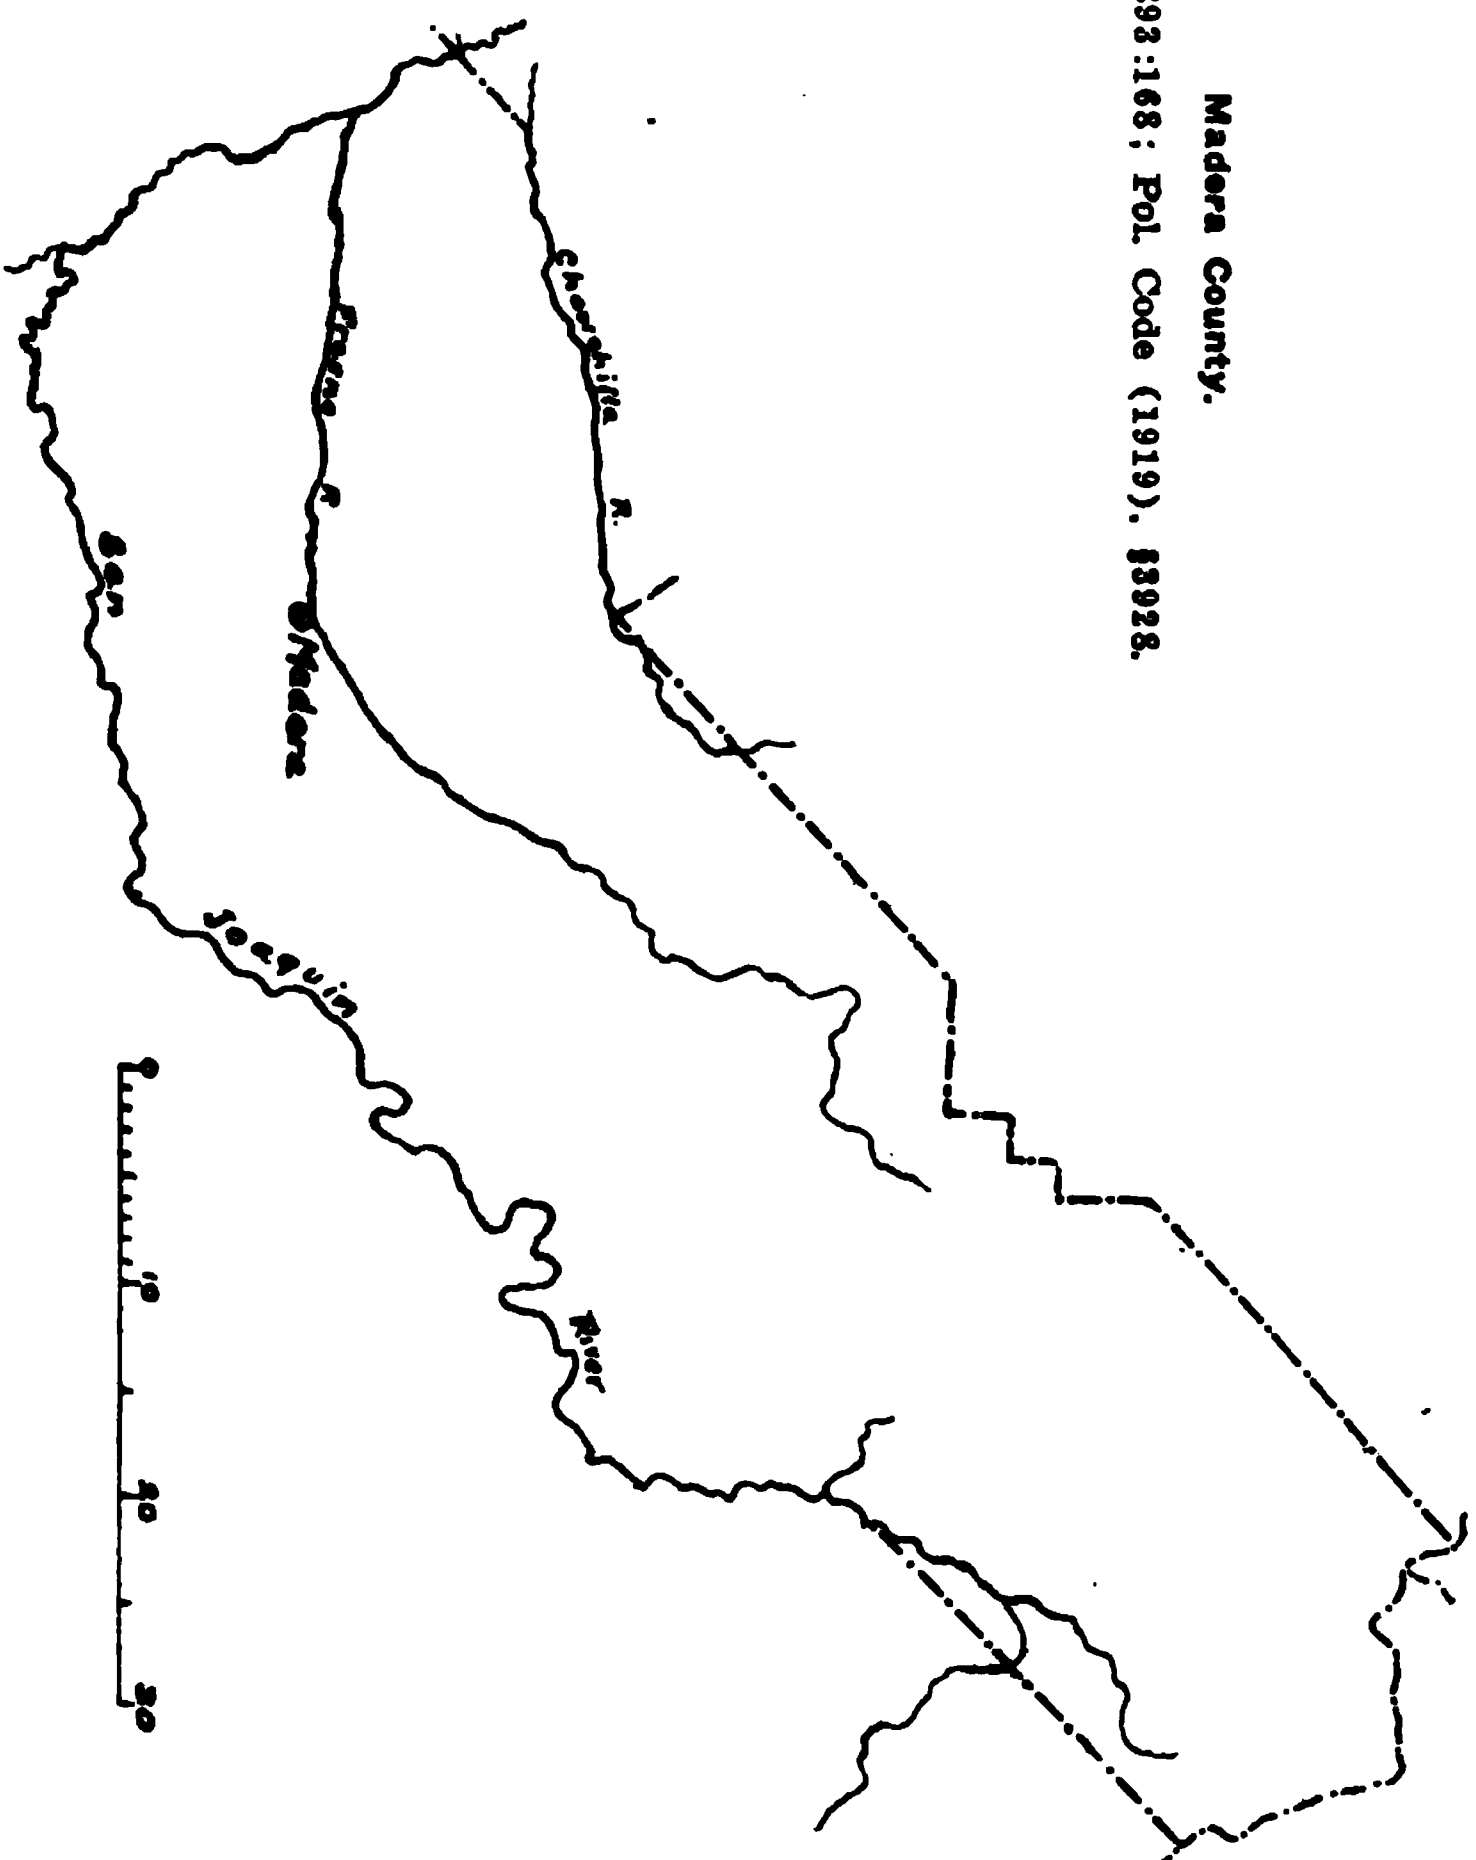 Madera County.
93:168; Pol. Code (1919). §3928.
Chowchilla R.
Fresno R
Madera
San Joaquin River
0 10 20 30